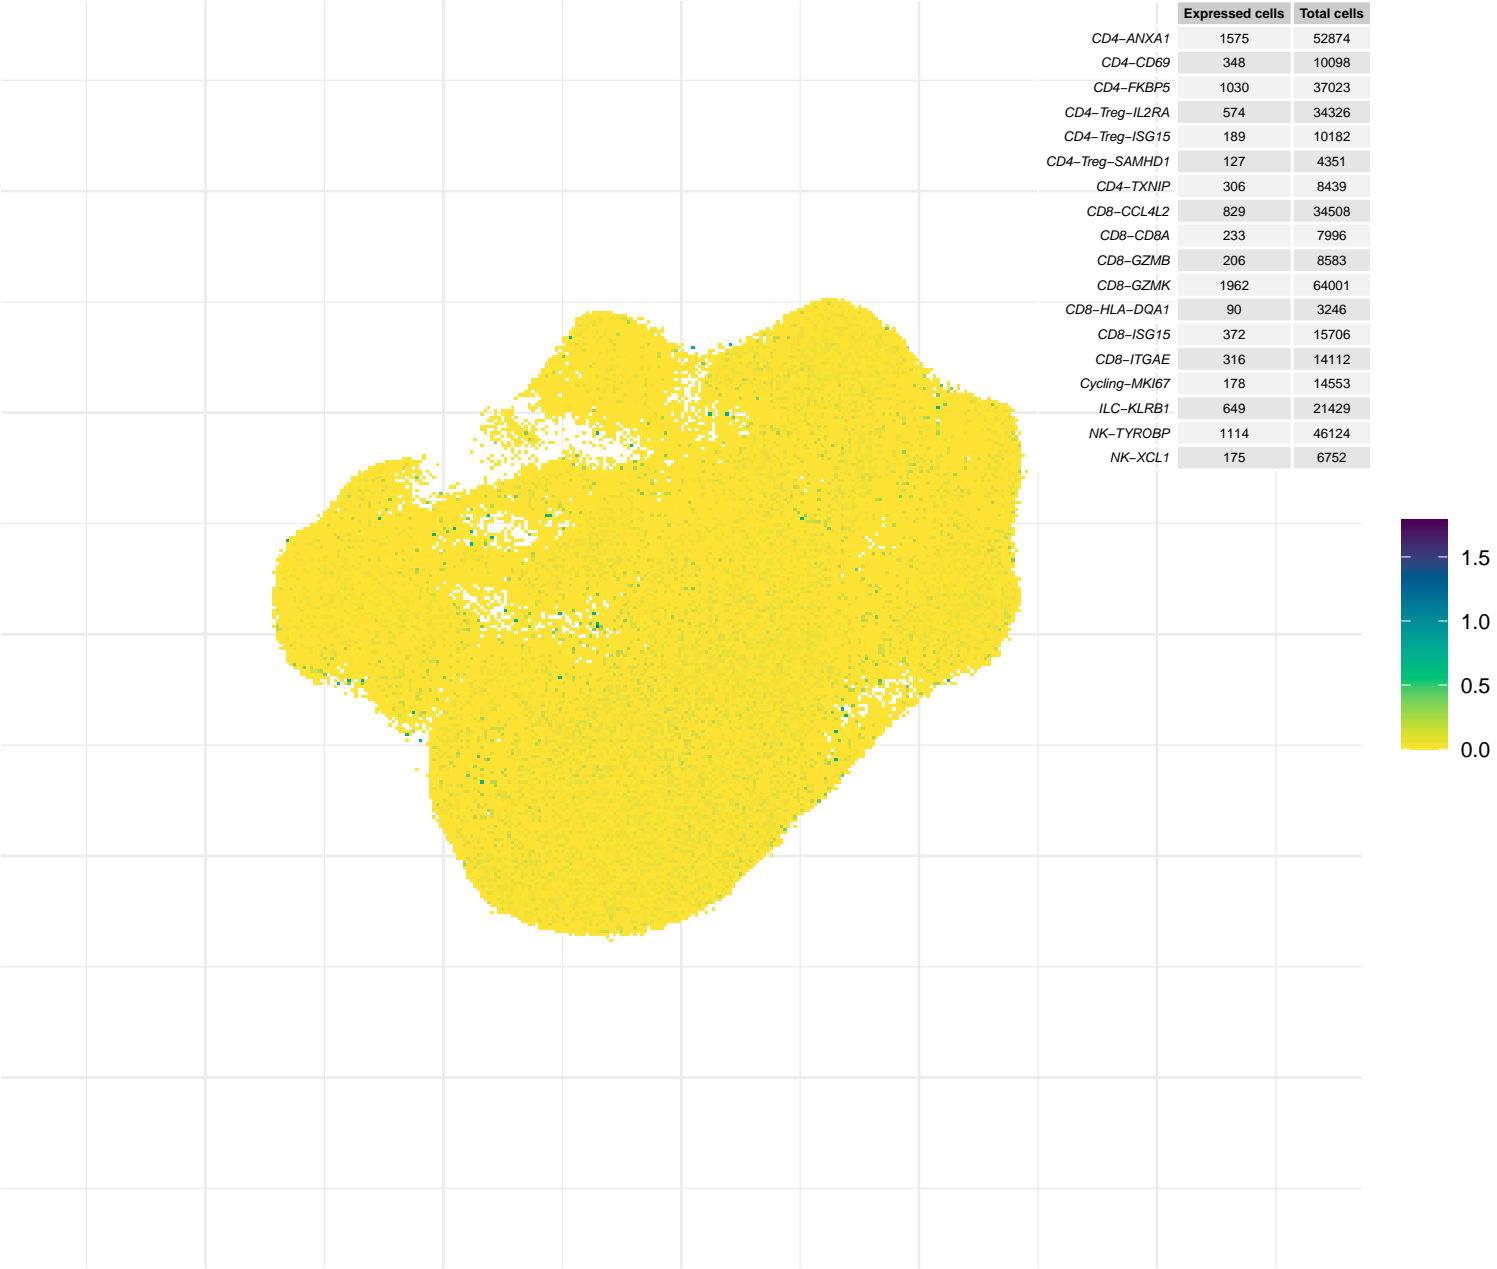 Expressed cells Total cells
CD4−ANXA1 1575 52874
CD4−CD69 348 10098
CD4−FKBP5 1030 37023
CD4−Treg−IL2RA 574 34326
CD4−Treg−ISG15 189 10182
CD4−Treg−SAMHD1 127 4351
CD4−TXNIP 306 8439
CD8−CCL4L2 829 34508
CD8−CD8A 233 7996
CD8−GZMB 206 8583
CD8−GZMK 1962 64001
CD8−HLA−DQA1 90 3246
CD8−ISG15 372 15706
CD8−ITGAE 316 14112
Cycling−MKI67 178 14553
ILC−KLRB1 649 21429
NK−TYROBP 1114 46124
NK−XCL1 175 6752
1.5
1.0
0.5
0.0